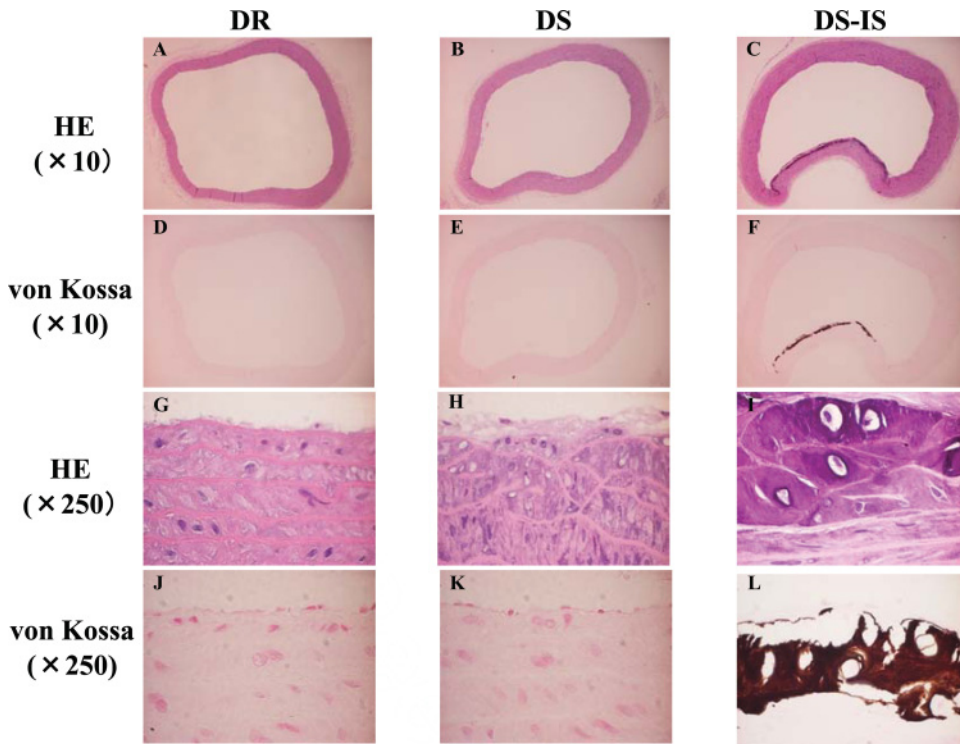 DR DS DS-IS
A B C
HE
(×10)
D E F
von Kossa
(×10)
G H I
HE
(×250)
J K L
von Kossa
(×250)